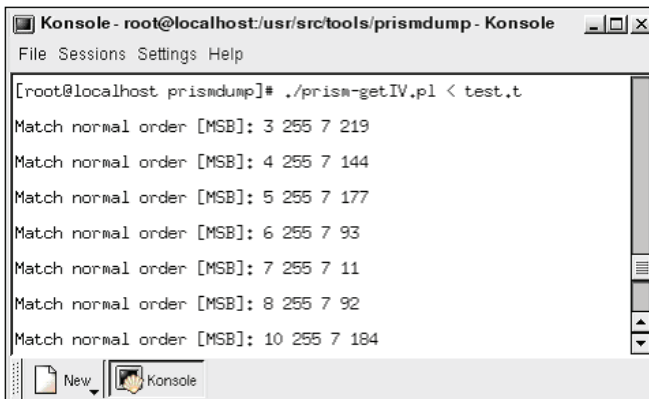 Konsole - root@localhost:/usr/src/tools/prismdump - Konsole
File Sessions Settings Help
[root@localhost prismdump]# ./prism-getIV.pl < test.t
Match normal order [MSB]: 3 255 7 219
Match normal order [MSB]: 4 255 7 144
Match normal order [MSB]: 5 255 7 177
Match normal order [MSB]: 6 255 7 93
Match normal order [MSB]: 7 255 7 11
Match normal order [MSB]: 8 255 7 92
Match normal order [MSB]: 10 255 7 184
New Konsole